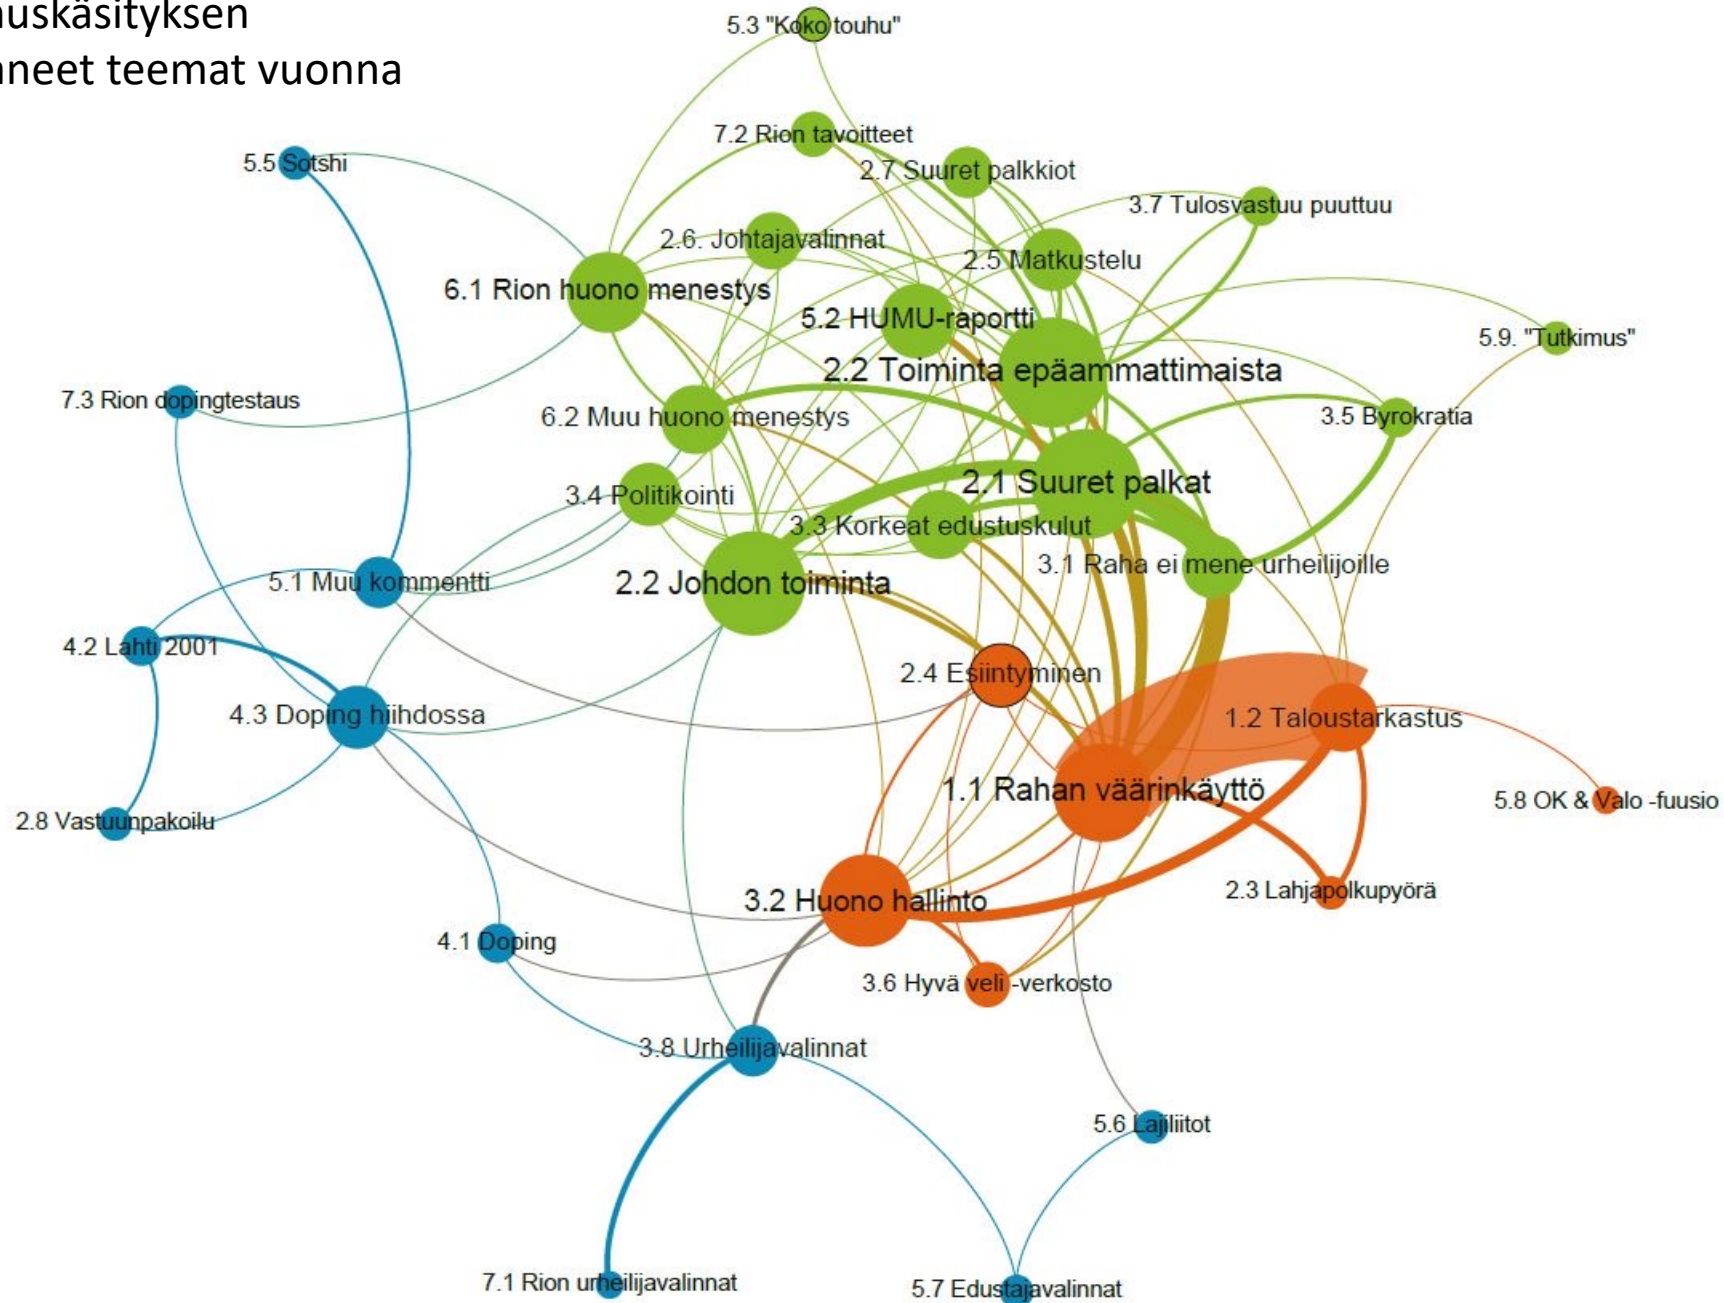 uskäsityksen
neet teemat vuonna
5.3 "Koko touhu"
7.2 Rion tavoitteet
5.5 Sotshi
2.7 Suuret palkkiot
3.7 Tulosvastuu puuttuu
2.6. Johtajavalinnat
2.5 Matkustelu
6.1 Rion huono menestys
5.2 HUMU-raportti
5.9. "Tutkimus"
2.2 Toiminta epäammattimaista
7.3 Rion dopingtestaus
6.2 Muu huono menestys
3.5 Byrokratia
2.1 Suuret palkat
3.4 Politikointi
3.3 Korkeat edustuskulut
3.1 Raha ei mene urheilijoille
5.1 Muu kommentti
2.2 Johdon toiminta
4.2 Lahti 2001
2.4 Esiintyminen
4.3 Doping hiihdossa
1.2 Taloustarkastus
1.1 Rahan väärinkäyttö
5.8 OK & Valo -fuusio
2.8 Vastuunpakoilu
2.3 Lahjapolkupyörä
3.2 Huono hallinto
4.1 Doping
3.6 Hyvä veli -verkosto
3.8 Urheilijavalinnat
5.6 Lajiliitot
7.1 Rion urheilijavalinnat
5.7 Edustajavalinnat